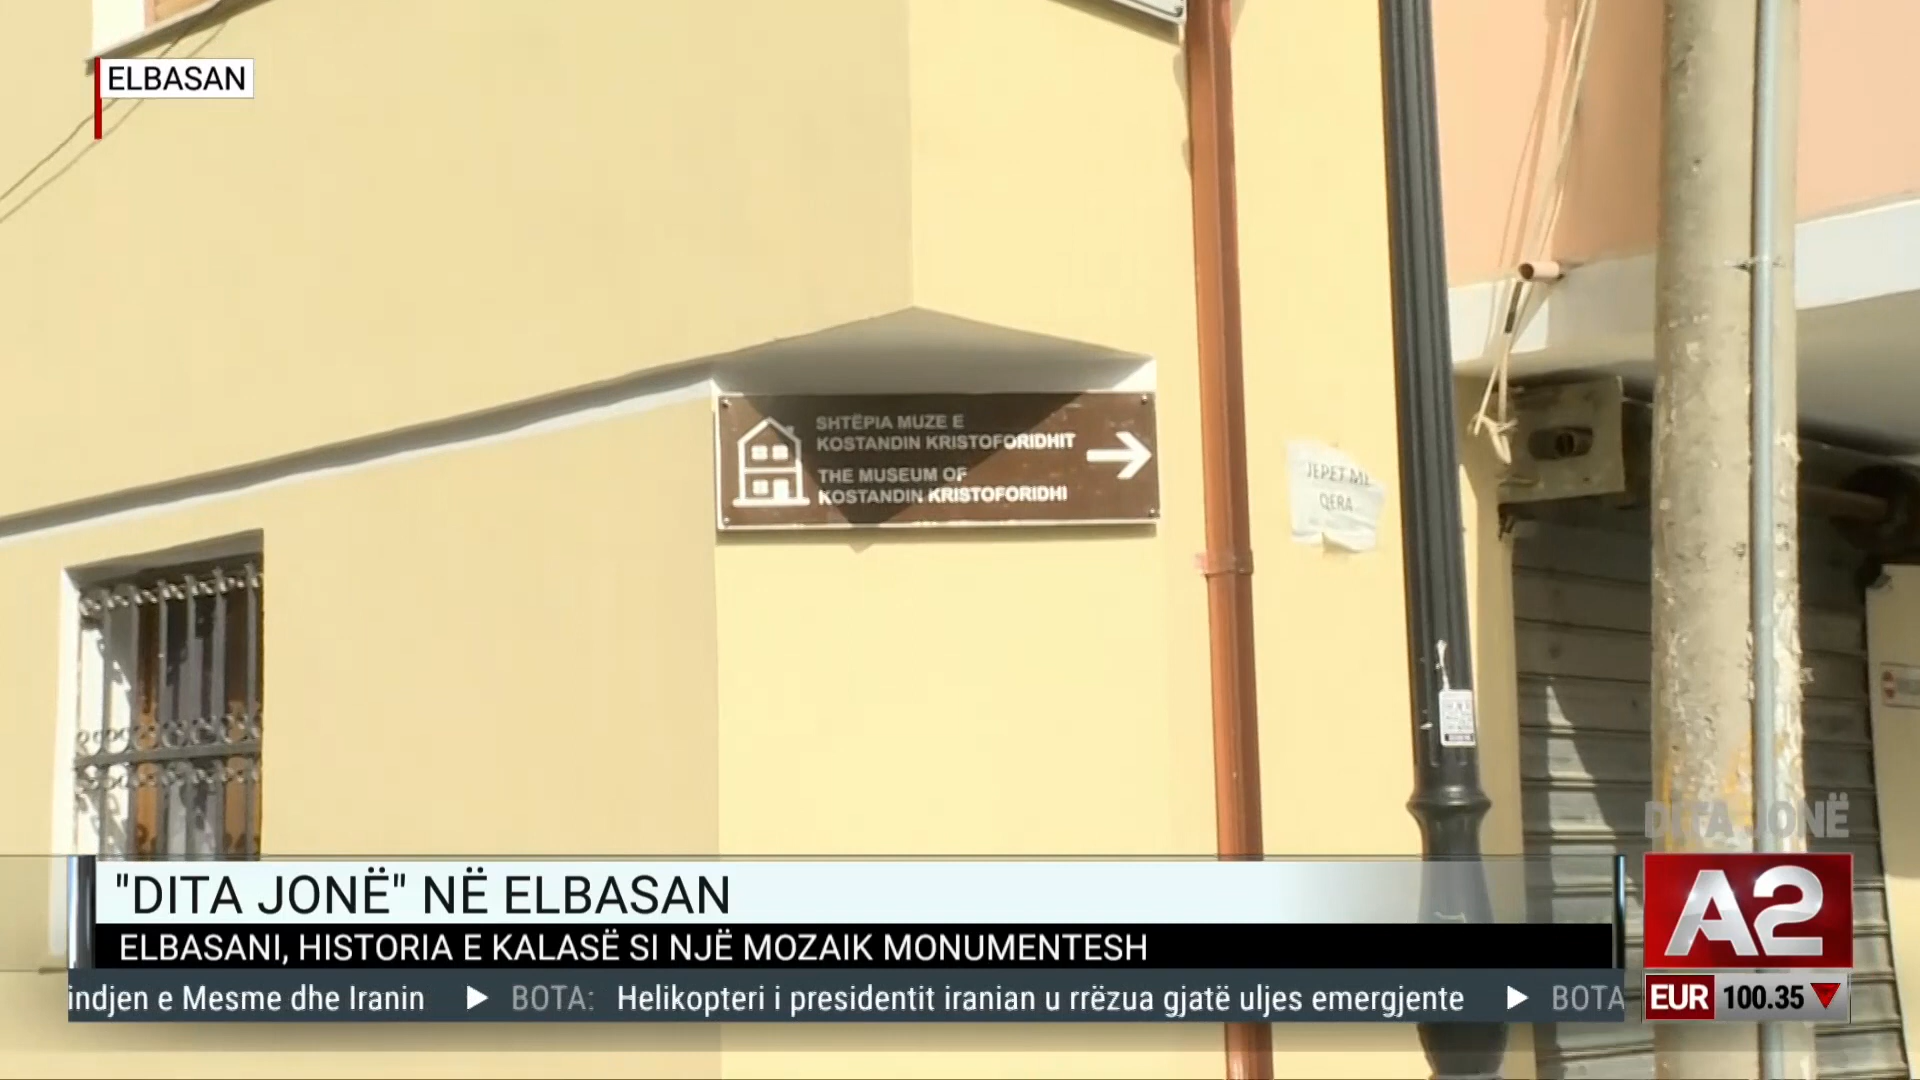 ELBASAN
SHTËPIA MUZE E
KOSTANDIN KRISTOFORIDHIT
THE MUSEUM OF
KOSTANDIN KRISTOFORIDHI
JEPET ME
QERA
DITA JONË
"DITA JONË" NË ELBASAN
ELBASANI, HISTORIA E KALASË SI NJË MOZAIK MONUMENTESH
A2
indjen e Mesme dhe Iranin ▶ BOTA: Helikopteri i presidentit iranian u rrëzua gjatë uljes emergjente ▶ BOTA
EUR 100.35